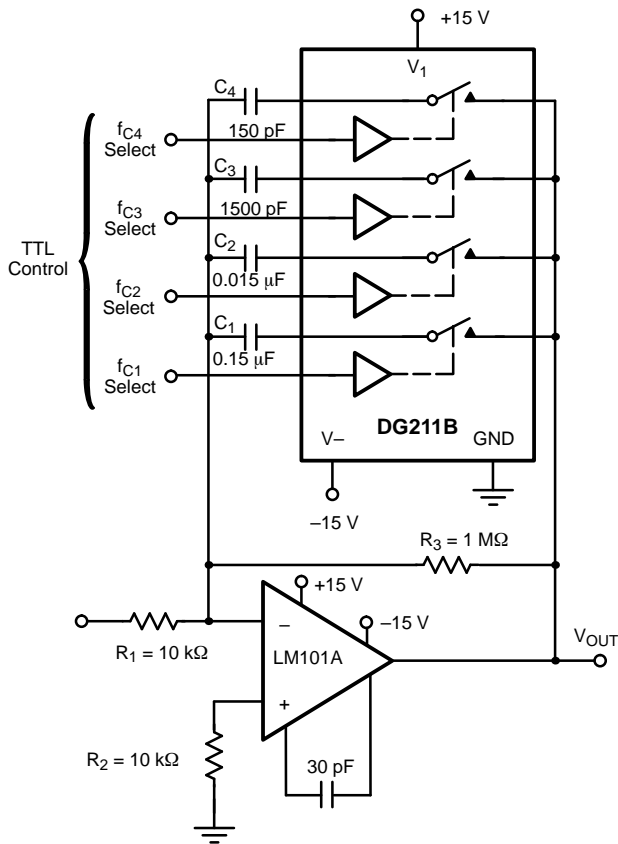 +15 V
V1
C4
fC4
Select
150 pF
C3
fC3
Select
1500 pF
TTL
Control
C2
fC2
Select
0.015 μF
C1
fC1
Select
0.15 μF
DG211B
V–
GND
–15 V
R3 = 1 MΩ
+15 V
–15 V
–
LM101A
VOUT
R1 = 10 kΩ
+
R2 = 10 kΩ
30 pF